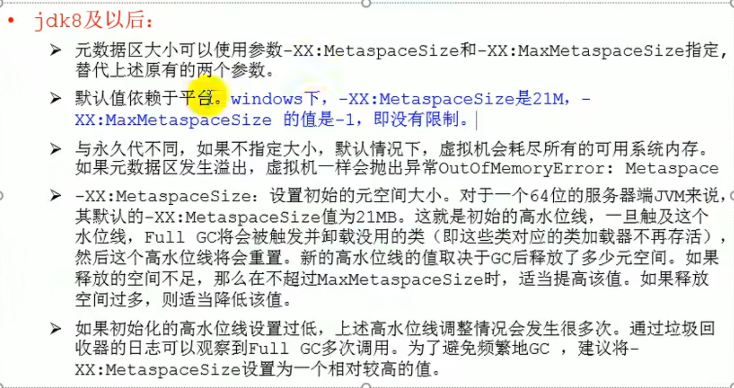 • jdk8及以后：
➢ 元数据区大小可以使用参数-XX:MetaspaceSize和-XX:MaxMetaspaceSize指定,
替代上述原有的两个参数。
➢ 默认值依赖于平台。windows下，-XX:MetaspaceSize是21M，-
XX:MaxMetaspaceSize 的值是-1，即没有限制。
➢ 与永久代不同，如果不指定大小，默认情况下，虚拟机会耗尽所有的可用系统内存。
如果元数据区发生溢出，虚拟机一样会抛出异常OutOfMemoryError: Metaspace
➢ -XX:MetaspaceSize：设置初始的元空间大小。对于一个64位的服务器端JVM来说，
其默认的-XX:MetaspaceSize值为21MB。这就是初始的高水位线，一旦触及这个
水位线，Full GC将会被触发并卸载没用的类（即这些类对应的类加载器不再存活），
然后这个高水位线将会重置。新的高水位线的值取决于GC后释放了多少元空间。如果
释放的空间不足，那么在不超过MaxMetaspaceSize时，适当提高该值。如果释放
空间过多，则适当降低该值。
➢ 如果初始化的高水位线设置过低，上述高水位线调整情况会发生很多次。通过垃圾回
收器的日志可以观察到Full GC多次调用。为了避免频繁地GC ，建议将-
XX:MetaspaceSize设置为一个相对较高的值。